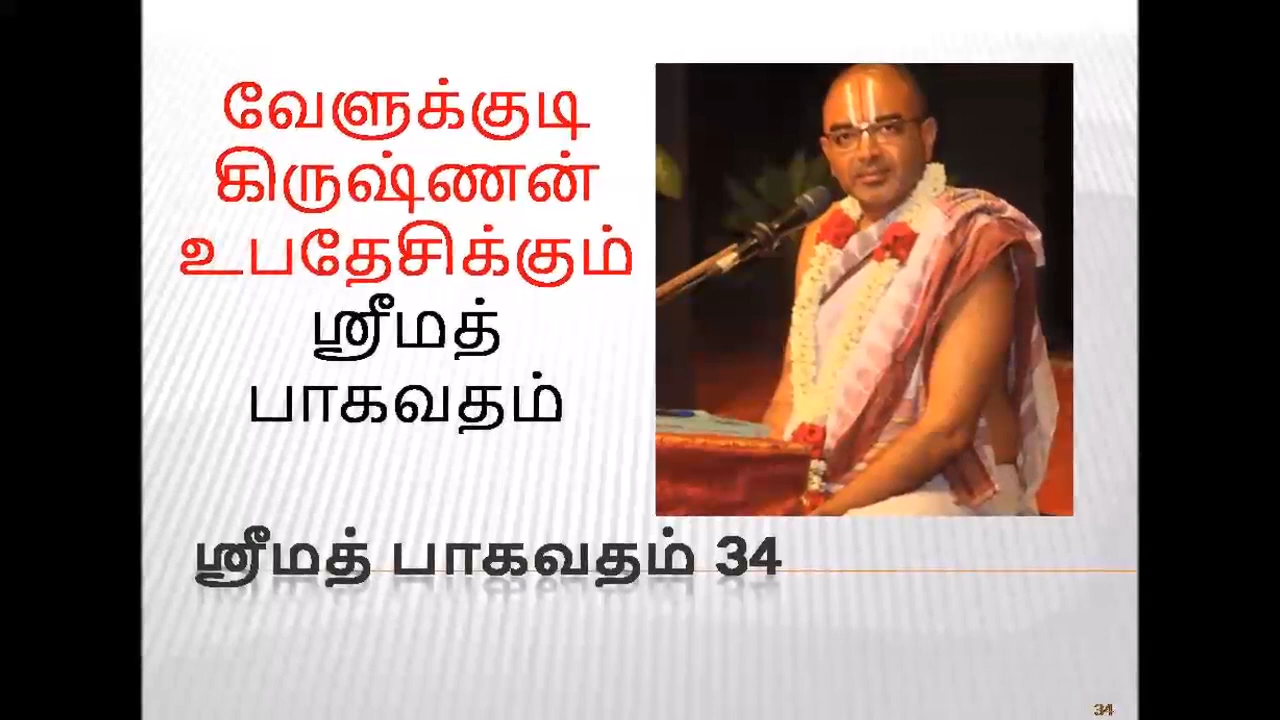 வேளுக்குடி
கிருஷ்ணன்
உபதேசிக்கும்
ஸ்ரீமத்
பாகவதம்
ஸ்ரீமத் பாகவதம் 34
34